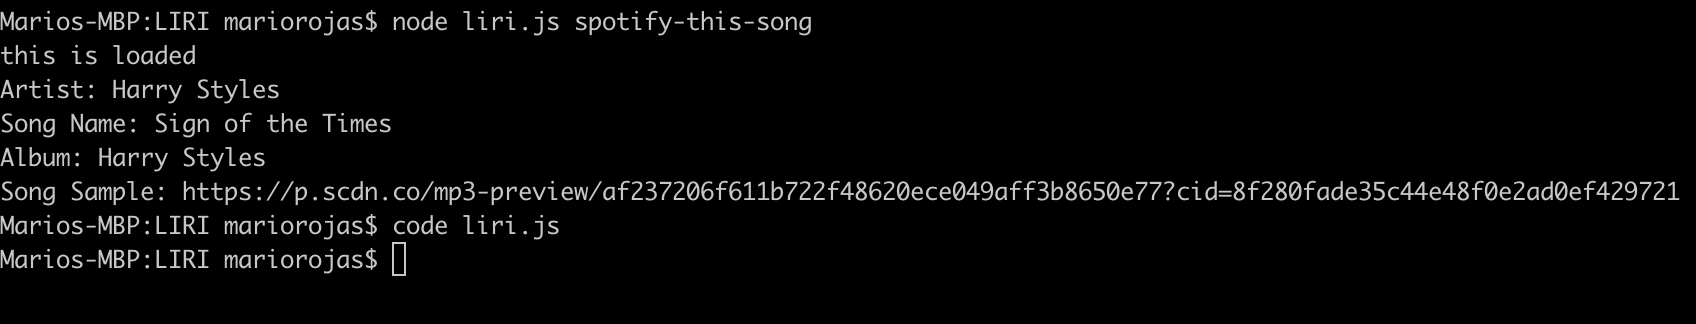 Marios-MBP:LIRI mariorojas$ node liri.js spotify-this-song
this is loaded
Artist: Harry Styles
Song Name: Sign of the Times
Album: Harry Styles
Song Sample: https://p.scdn.co/mp3-preview/af237206f611b722f48620ece049aff3b8650e77?cid=8f280fade35c44e48f0e2ad0ef429721
Marios-MBP:LIRI mariorojas$ code liri.js
Marios-MBP:LIRI mariorojas$